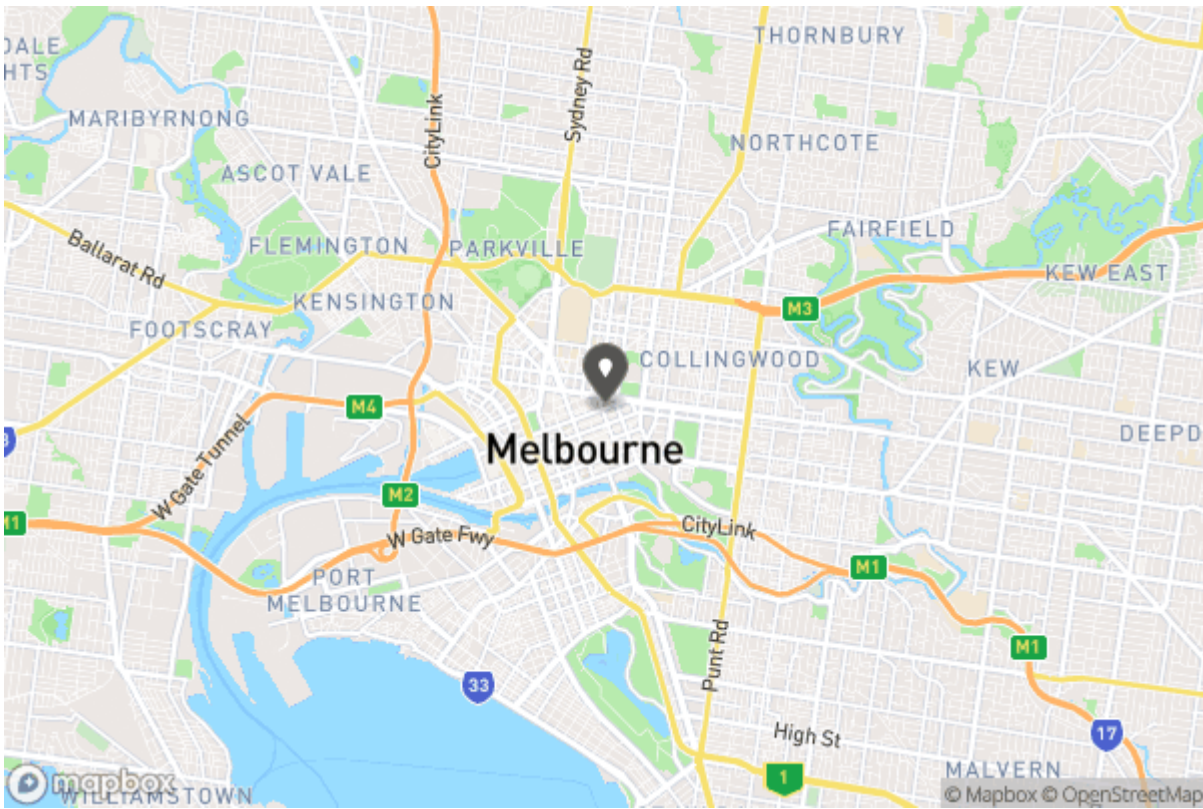 THORNBURY
DALE
HTS
Sydney Rd
MARIBYRNONG
CityLink
NORTHCOTE
ASCOT VALE
FAIRFIELD
Ballarat Rd
FLEMINGTON
PARKVILLE
KEW EAST
KENSINGTON
M3
FOOTSCRAY
COLLINGWOOD
KEW
M4
DEEPD
Melbourne
W Gate Tunnel
M2
M1
CityLink
W Gate Fwy
M1
PORT
MELBOURNE
Punt Rd
M1
33
High St
17
1
MALVERN
mapbox
WILLIAMSTOWN
© Mapbox © OpenStreetMap